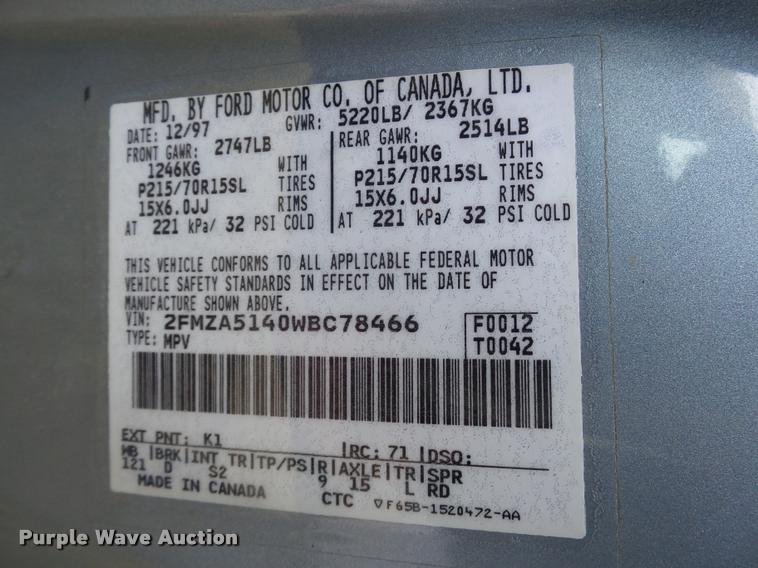 MFD. BY FORD MOTOR CO. OF CANADA, LTD.
DATE: 12/97 GVWR: 5220LB/ 2367KG
FRONT GAWR: 2747LB REAR GAWR: 2514LB
1246KG WITH 1140KG WITH
P215/70R15SL TIRES P215/70R15SL TIRES
15X6.0JJ RIMS 15X6.0JJ RIMS
AT 221 kPa/ 32 PSI COLD AT 221 kPa/ 32 PSI COLD
THIS VEHICLE CONFORMS TO ALL APPLICABLE FEDERAL MOTOR
VEHICLE SAFETY STANDARDS IN EFFECT ON THE DATE OF
MANUFACTURE SHOWN ABOVE.
VIN: 2FMZA5140WBC78466 F0012
TYPE: MPV T0042
EXT PNT: K1 RC: 71 DSO:
WB BRK INT TR TP/PS R AXLE TR SPR
121 D S2 9 15 L RD
MADE IN CANADA CTC ▽F65B-1520472-AA
Purple Wave Auction